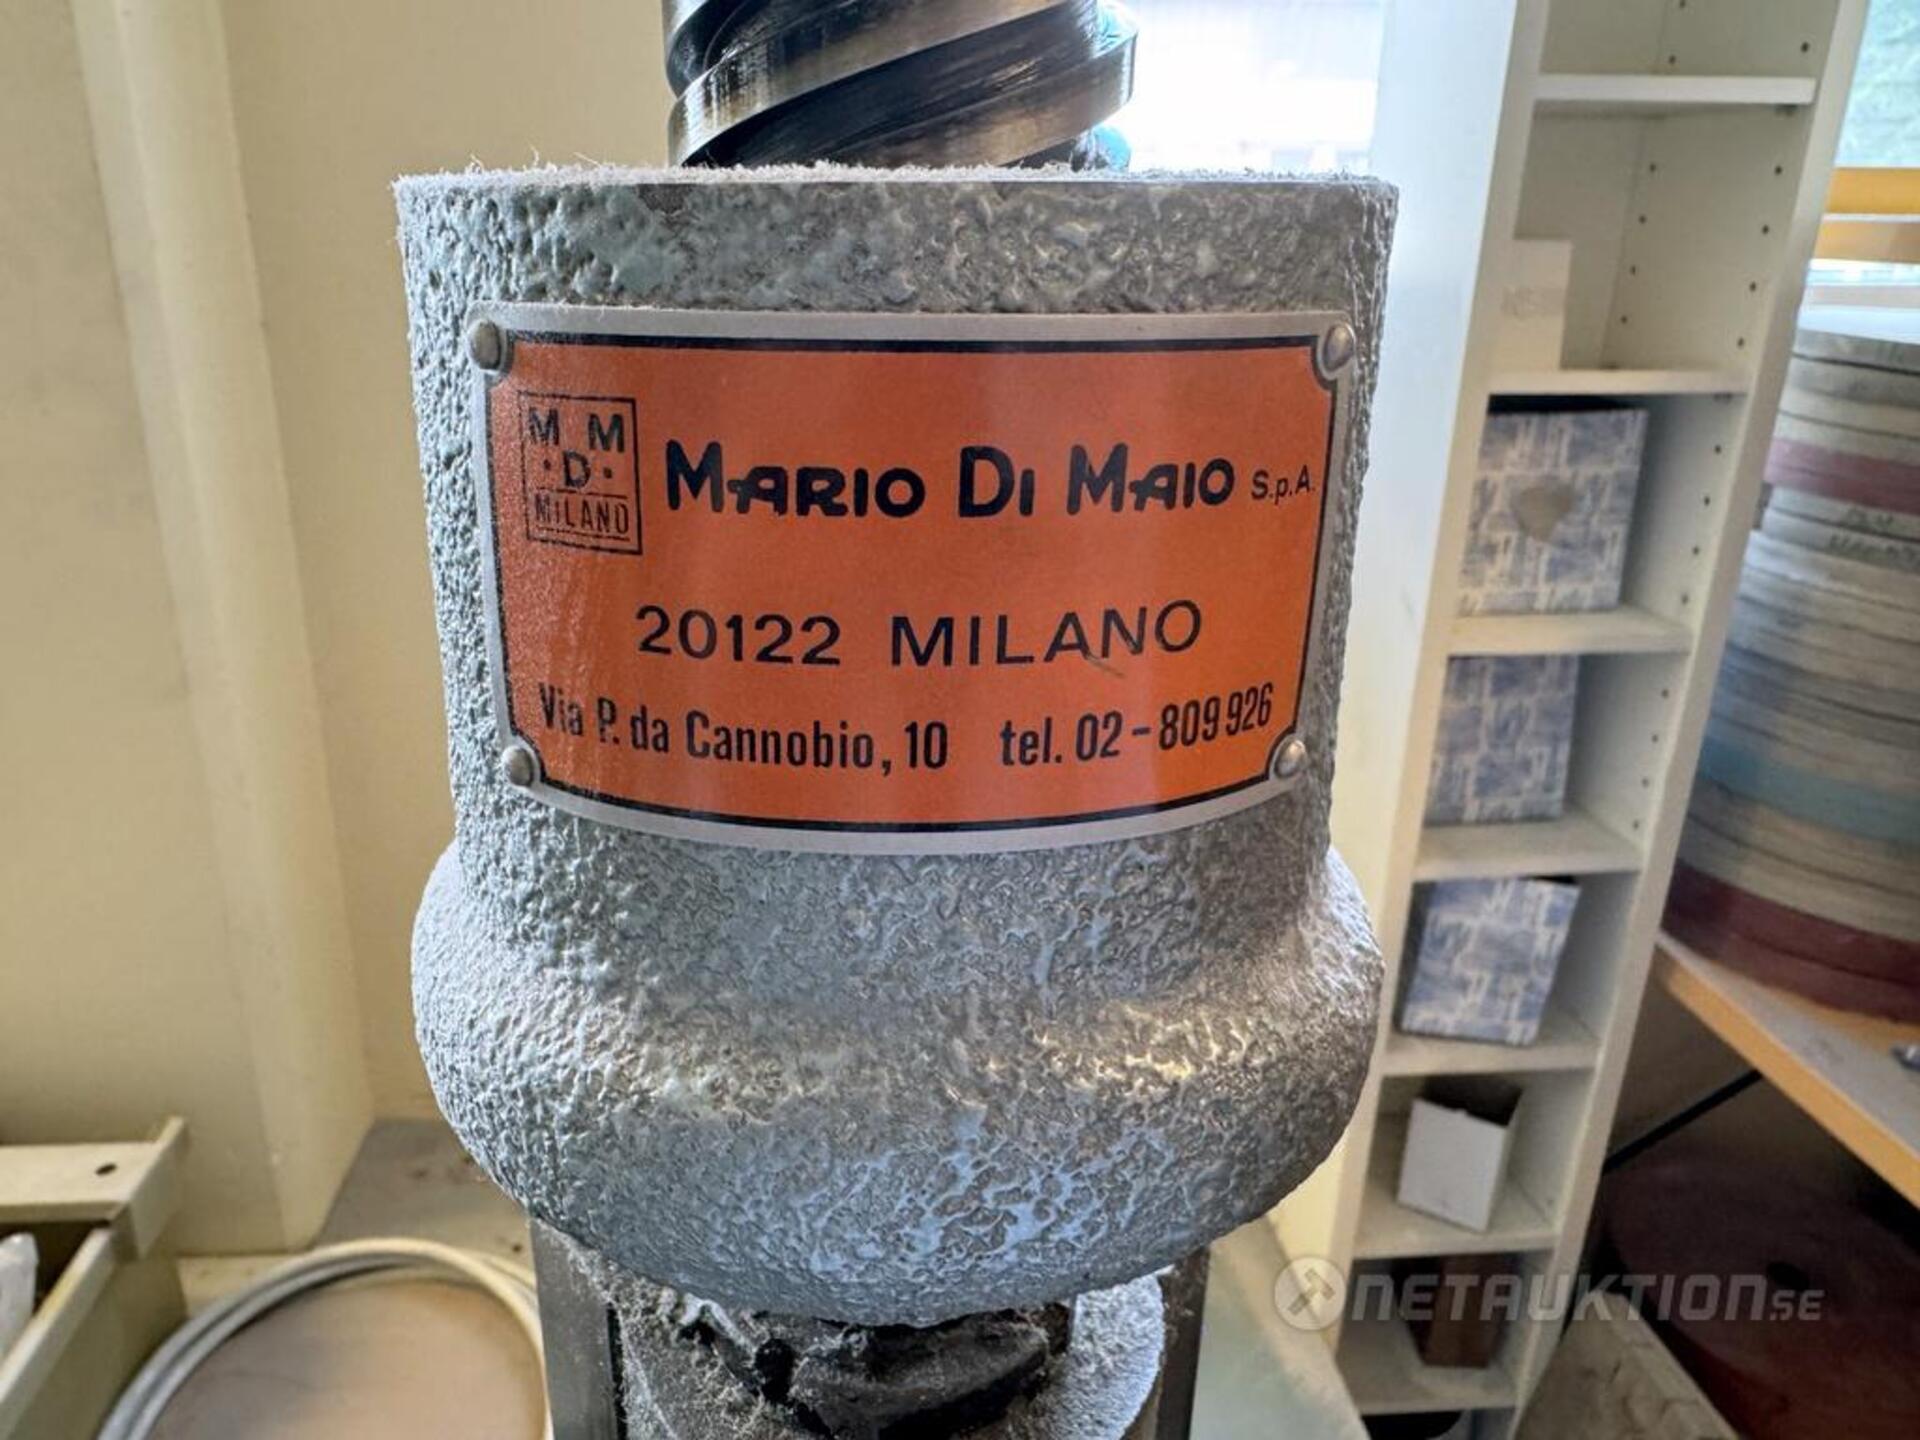 M M
·D·
MILANO
MARIO DI MAIO S.p.A.
20122 MILANO
Via P. da Cannobio, 10 tel. 02-809926
NETAUKTION.SE